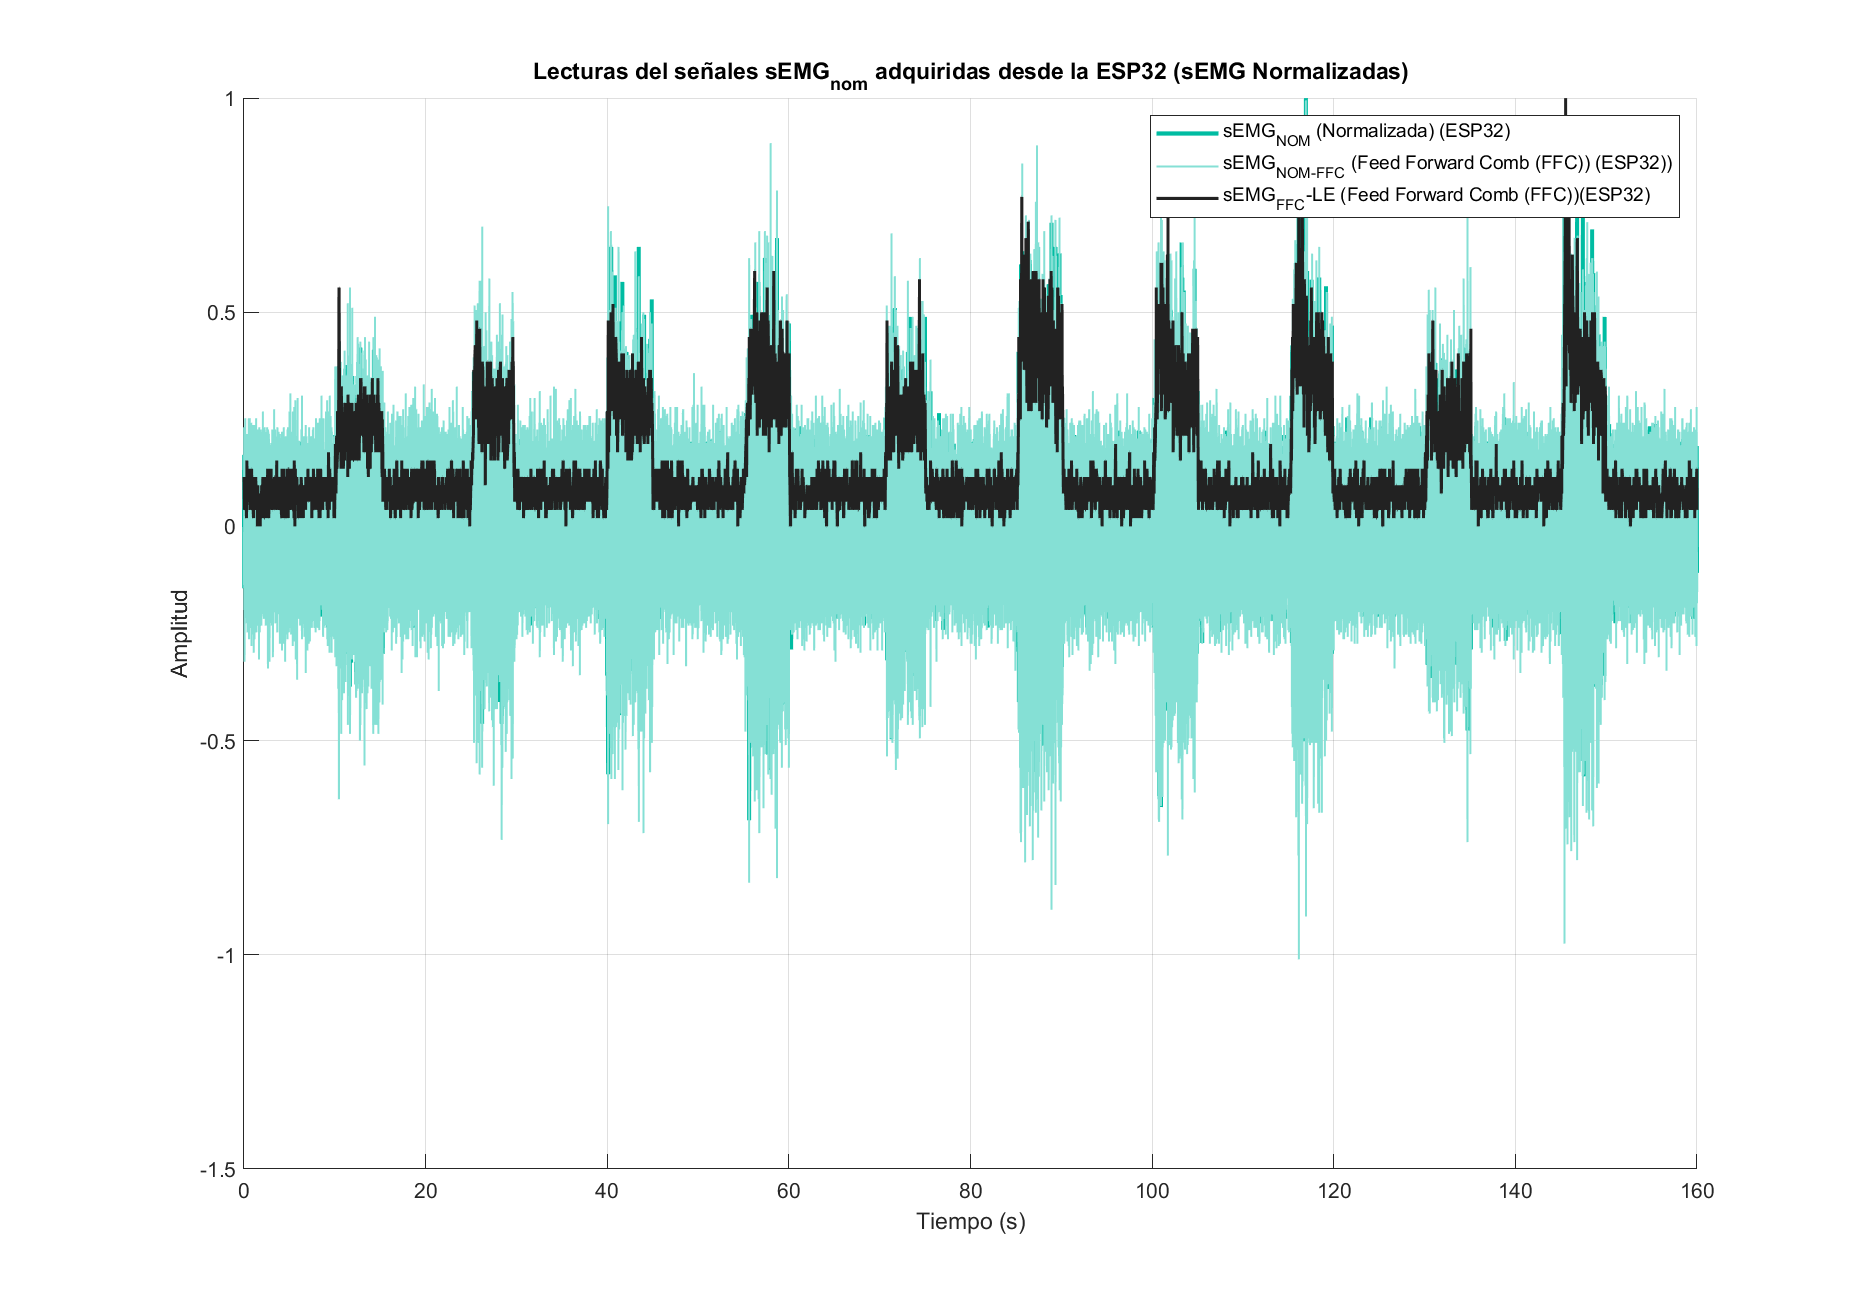 Lecturas del señales sEMGnom adquiridas desde la ESP32 (sEMG Normalizadas)
sEMGNOM (Normalizada) (ESP32)
sEMGNOM-FFC (Feed Forward Comb (FFC)) (ESP32))
sEMGFFC-LE (Feed Forward Comb (FFC))(ESP32)
1
0.5
0
-0.5
-1
-1.5
Amplitud
0 20 40 60 80 100 120 140 160
Tiempo (s)